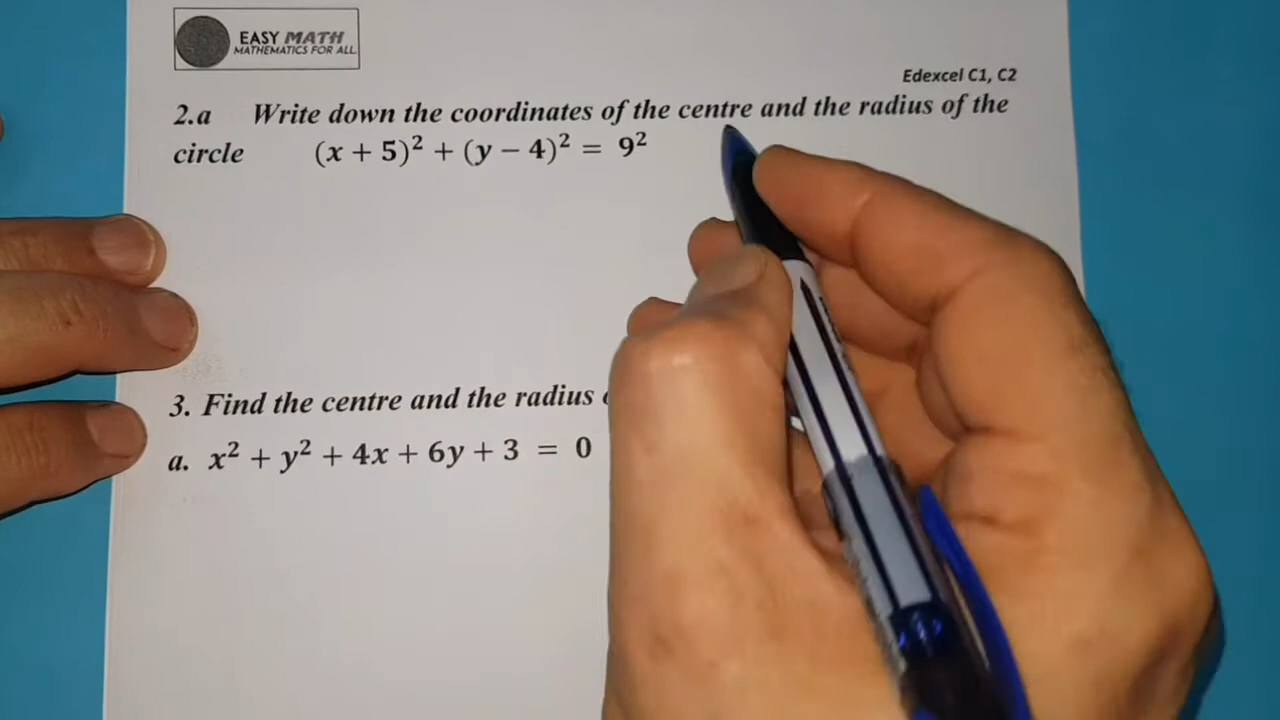 EASY MATH
MATHEMATICS FOR ALL
Edexcel C1, C2
2.a Write down the coordinates of the centre and the radius of the
circle (x + 5)² + (y − 4)² = 9²
3. Find the centre and the radius
a. x² + y² + 4x + 6y + 3 = 0